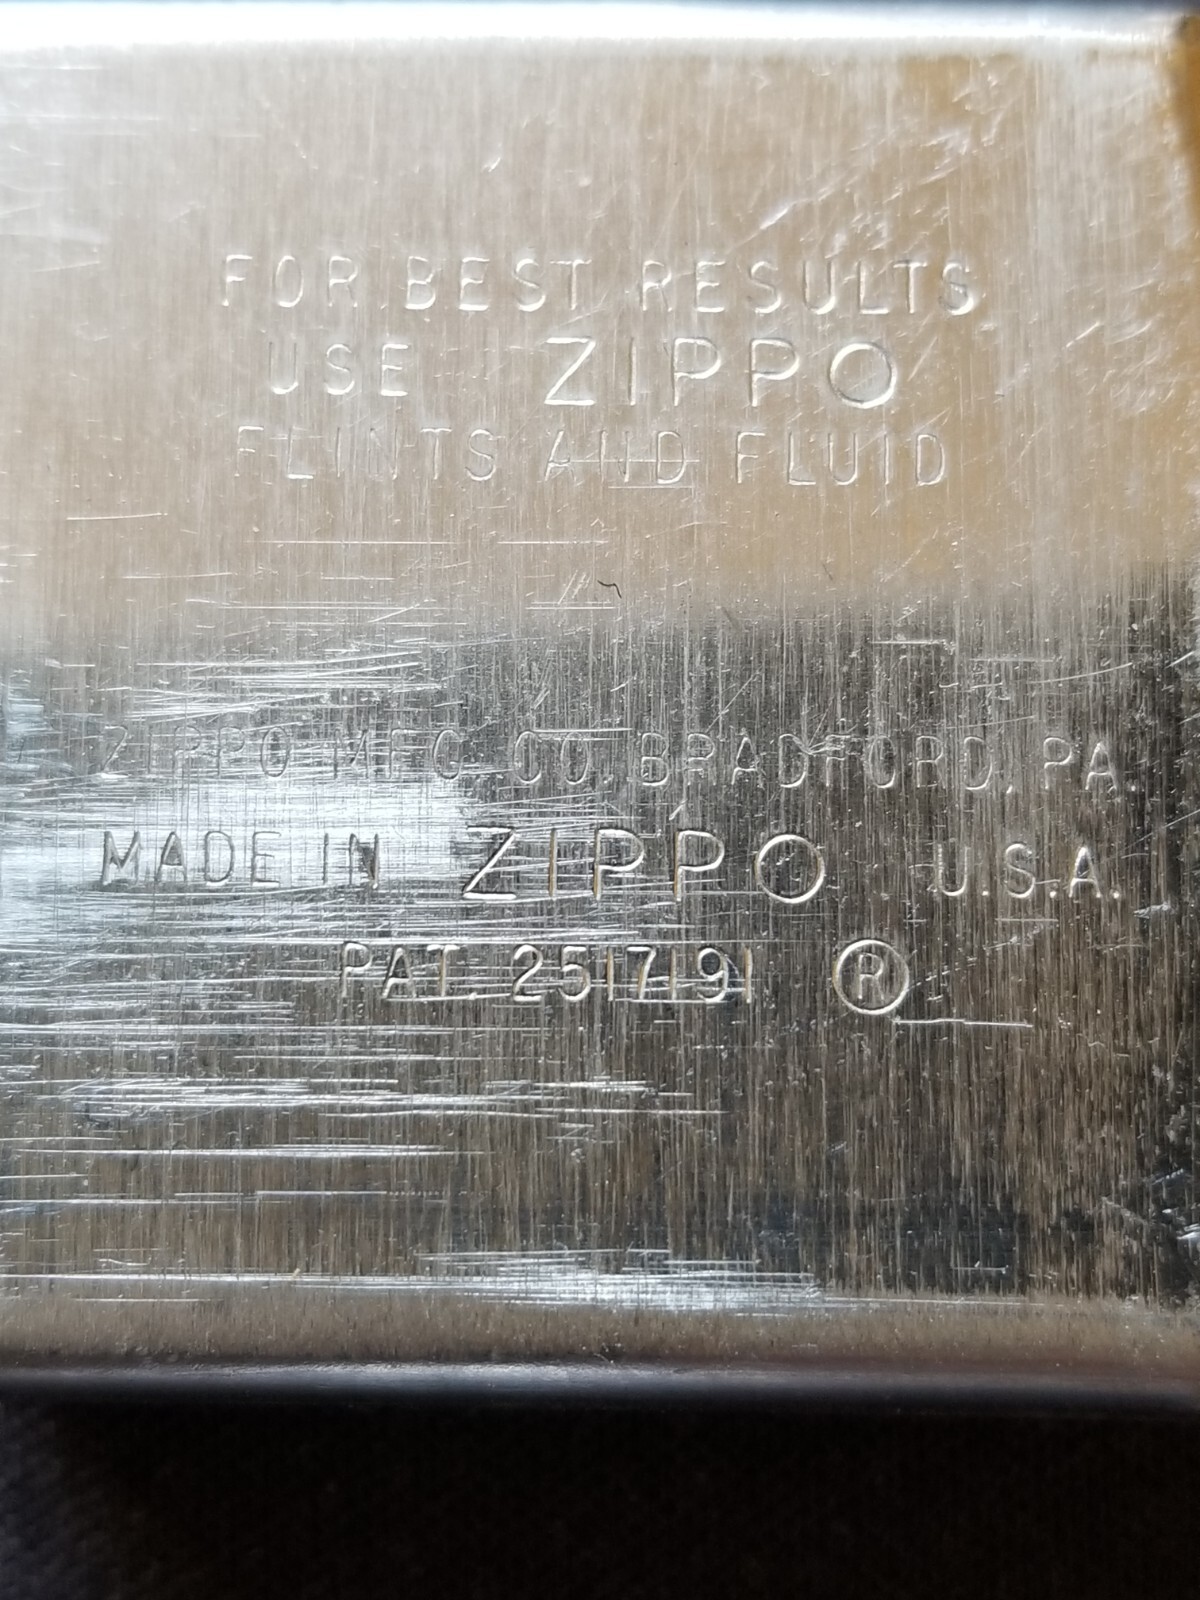 FOR BEST RESULTS
USE ZIPPO
FLINTS AND FLUID
ZIPPO MFG. CO. BRADFORD, PA.
MADE IN ZIPPO U.S.A.
PAT. 2517191 ®